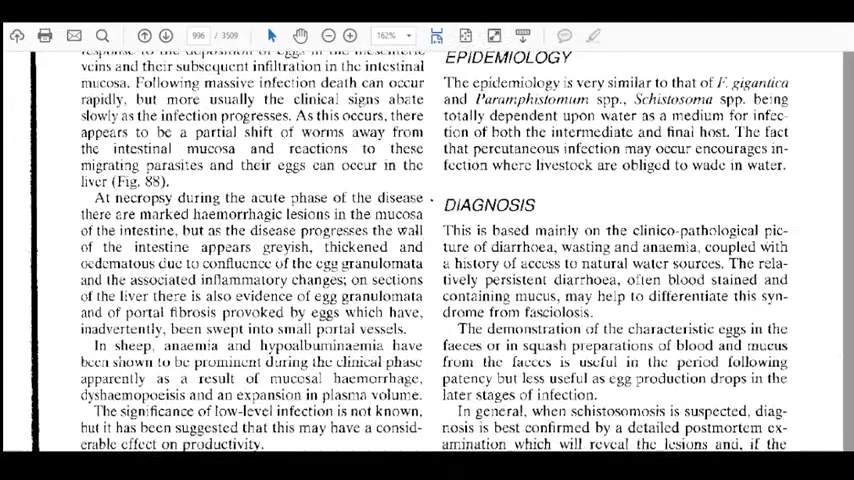 996 / 3509
162%
response to the deposition of eggs in the mesenteric
veins and their subsequent infiltration in the intestinal
mucosa. Following massive infection death can occur
rapidly, but more usually the clinical signs abate
slowly as the infection progresses. As this occurs, there
appears to be a partial shift of worms away from
the intestinal mucosa and reactions to these
migrating parasites and their eggs can occur in the
liver (Fig. 88).
At necropsy during the acute phase of the disease
there are marked haemorrhagic lesions in the mucosa
of the intestine, but as the disease progresses the wall
of the intestine appears greyish, thickened and
oedematous due to confluence of the egg granulomata
and the associated inflammatory changes; on sections
of the liver there is also evidence of egg granulomata
and of portal fibrosis provoked by eggs which have,
inadvertently, been swept into small portal vessels.
In sheep, anaemia and hypoalbuminaemia have
been shown to be prominent during the clinical phase
apparently as a result of mucosal haemorrhage,
dyshaemopoeisis and an expansion in plasma volume.
The significance of low-level infection is not known,
but it has been suggested that this may have a consid-
erable effect on productivity.
EPIDEMIOLOGY
The epidemiology is very similar to that of F. gigantica
and Paramphistomum spp., Schistosoma spp. being
totally dependent upon water as a medium for infec-
tion of both the intermediate and final host. The fact
that percutaneous infection may occur encourages in-
fection where livestock are obliged to wade in water.
DIAGNOSIS
This is based mainly on the clinico-pathological pic-
ture of diarrhoea, wasting and anaemia, coupled with
a history of access to natural water sources. The rela-
tively persistent diarrhoea, often blood stained and
containing mucus, may help to differentiate this syn-
drome from fasciolosis.
The demonstration of the characteristic eggs in the
faeces or in squash preparations of blood and mucus
from the faeces is useful in the period following
patency but less useful as egg production drops in the
later stages of infection.
In general, when schistosomosis is suspected, diag-
nosis is best confirmed by a detailed postmortem ex-
amination which will reveal the lesions and, if the